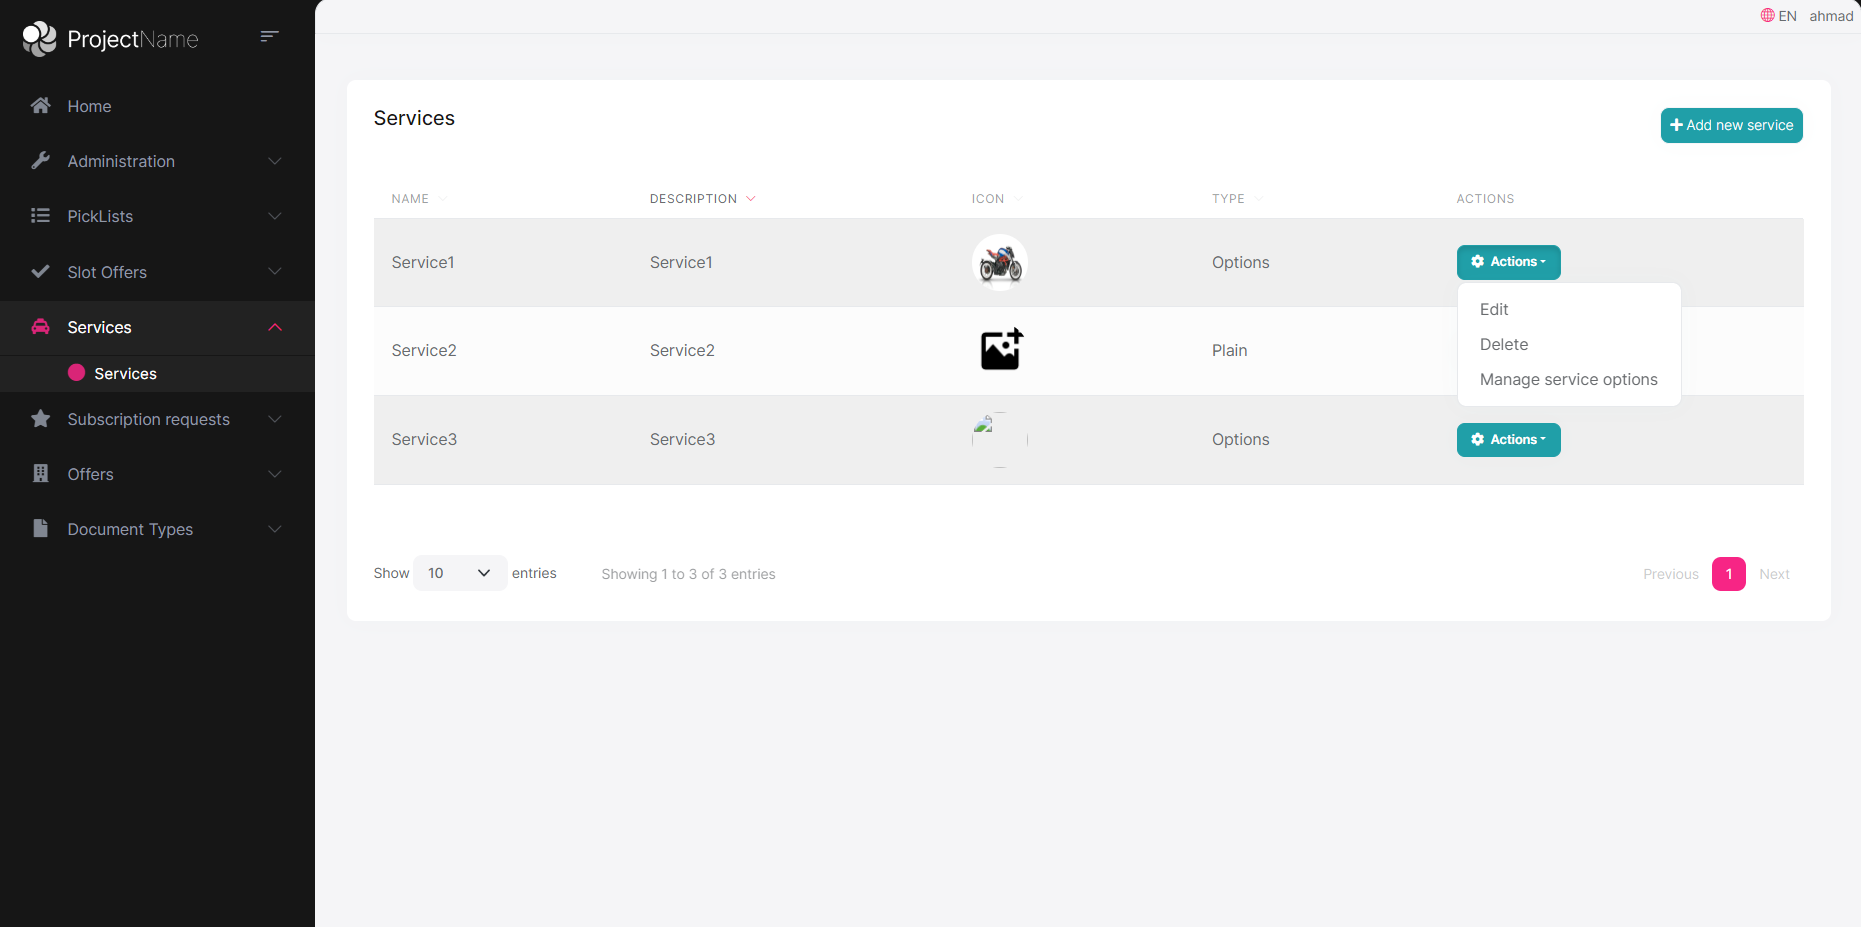 ProjectName
EN ahmad
Home
Administration
PickLists
Slot Offers
Services
Services
Subscription requests
Offers
Document Types
Services
Add new service
NAME DESCRIPTION ICON TYPE ACTIONS
Service1 Service1 Options Actions
Edit
Delete
Manage service options
Service2 Service2 Plain
Service3 Service3 Options Actions
Show 10 entries Showing 1 to 3 of 3 entries Previous 1 Next